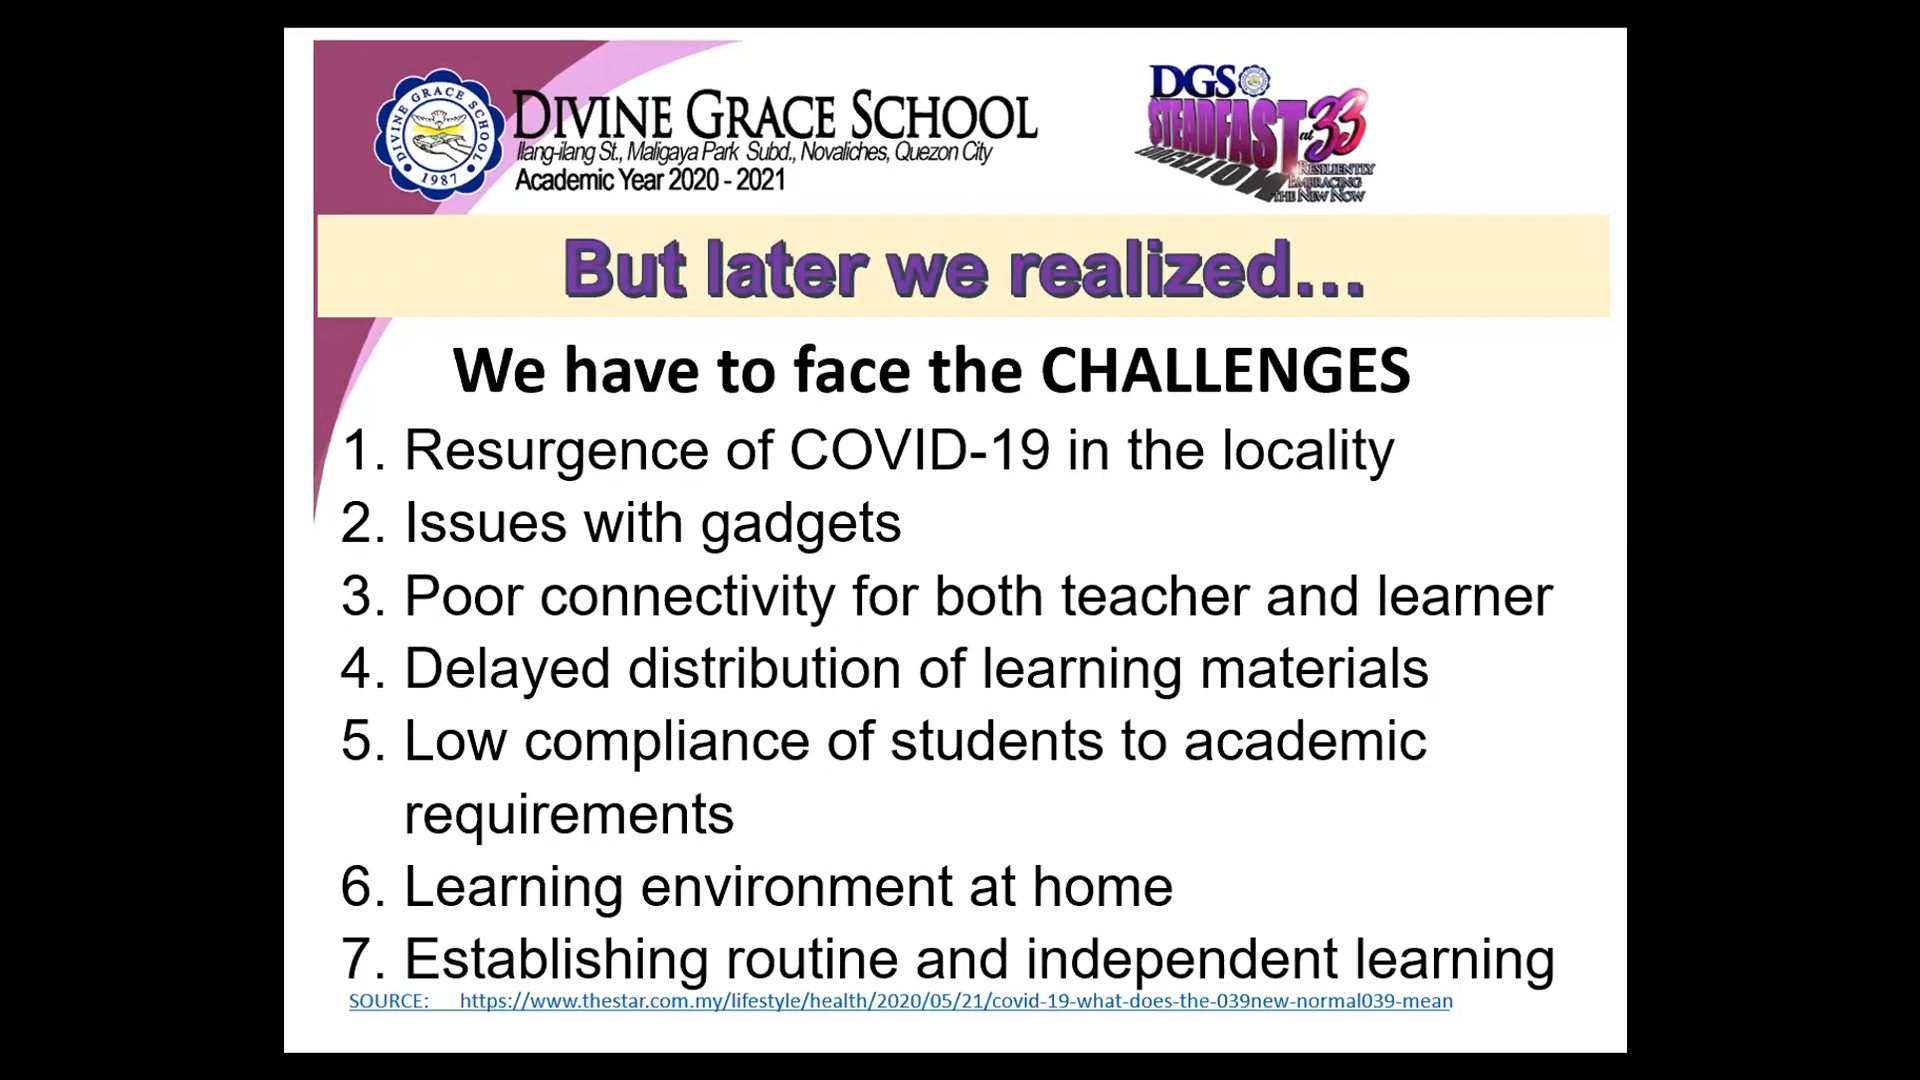 DIVINE GRACE SCHOOL
1987
DIVINE GRACE SCHOOL
Ilang-ilang St., Maligaya Park Subd., Novaliches, Quezon City
Academic Year 2020 - 2021
DGS
STEADFAST at 33
RESILIENTLY
EMBRACING
THE NEW NOW
But later we realized...
We have to face the CHALLENGES
1. Resurgence of COVID-19 in the locality
2. Issues with gadgets
3. Poor connectivity for both teacher and learner
4. Delayed distribution of learning materials
5. Low compliance of students to academic
requirements
6. Learning environment at home
7. Establishing routine and independent learning
SOURCE: https://www.thestar.com.my/lifestyle/health/2020/05/21/covid-19-what-does-the-039new-normal039-mean